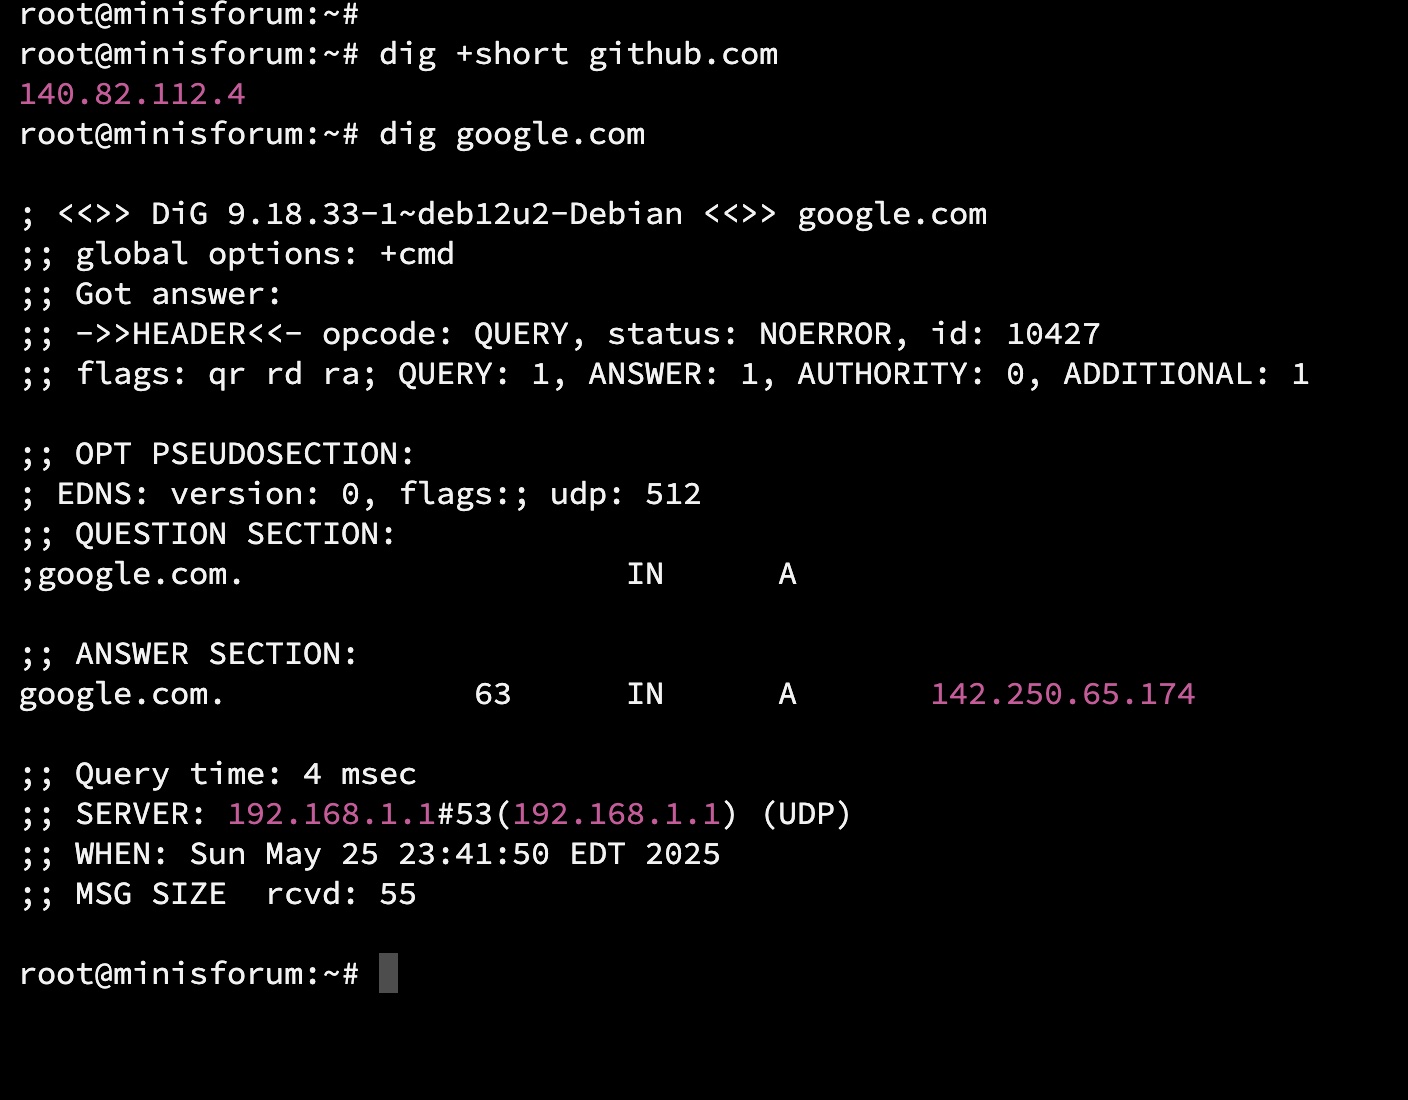 root@minisforum:~#
root@minisforum:~# dig +short github.com
140.82.112.4
root@minisforum:~# dig google.com

; <<>> DiG 9.18.33-1~deb12u2-Debian <<>> google.com
;; global options: +cmd
;; Got answer:
;; ->>HEADER<<- opcode: QUERY, status: NOERROR, id: 10427
;; flags: qr rd ra; QUERY: 1, ANSWER: 1, AUTHORITY: 0, ADDITIONAL: 1

;; OPT PSEUDOSECTION:
; EDNS: version: 0, flags:; udp: 512
;; QUESTION SECTION:
;google.com.                    IN      A

;; ANSWER SECTION:
google.com.             63      IN      A       142.250.65.174

;; Query time: 4 msec
;; SERVER: 192.168.1.1#53(192.168.1.1) (UDP)
;; WHEN: Sun May 25 23:41:50 EDT 2025
;; MSG SIZE  rcvd: 55

root@minisforum:~#